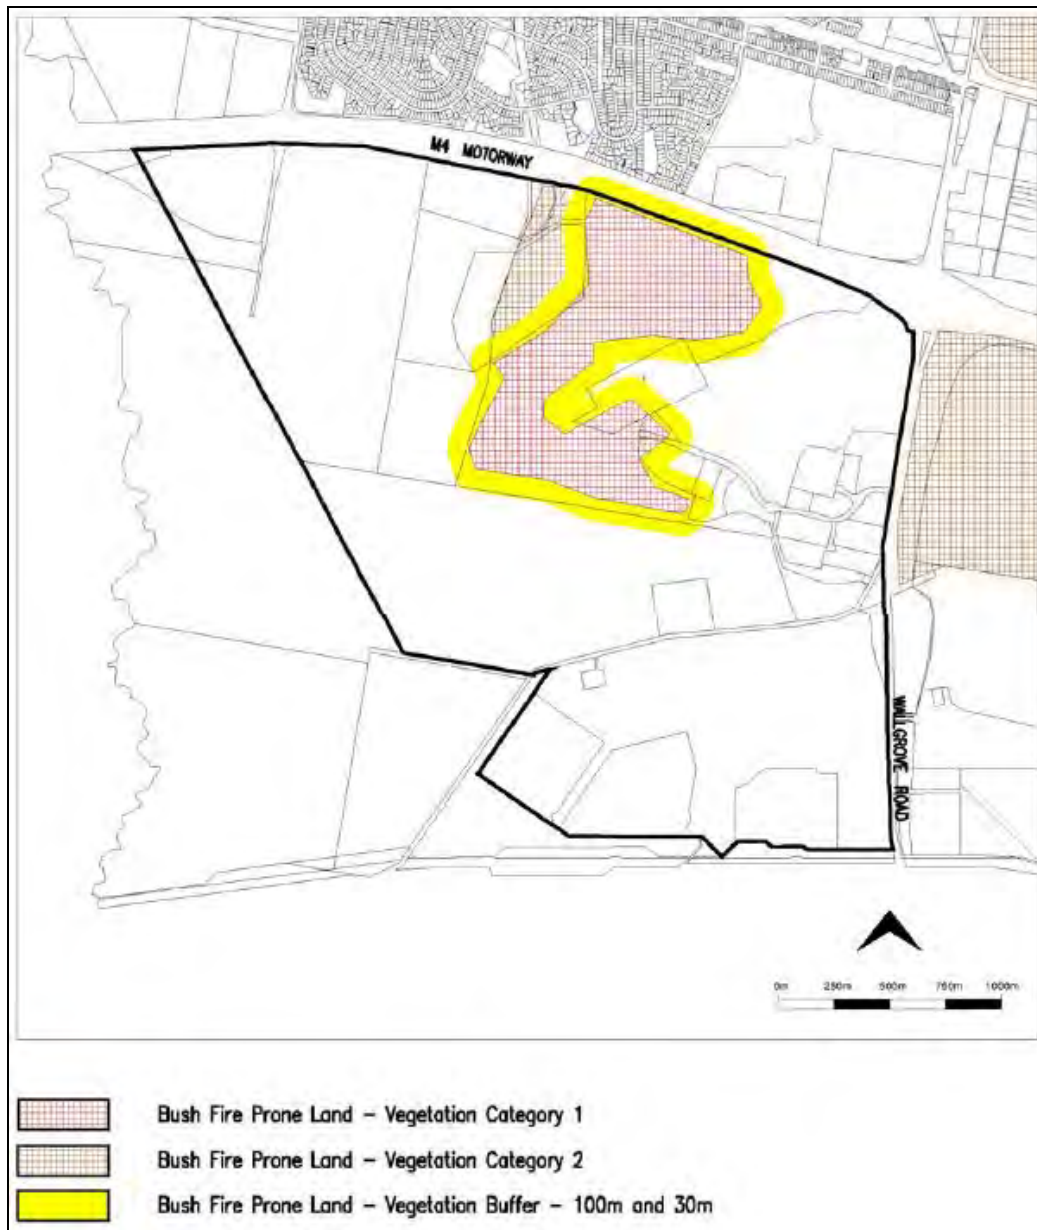 M4 MOTORWAY
WALLGROVE ROAD
0m 250m 500m 750m 1000m
Bush Fire Prone Land - Vegetation Category 1
Bush Fire Prone Land - Vegetation Category 2
Bush Fire Prone Land - Vegetation Buffer - 100m and 30m